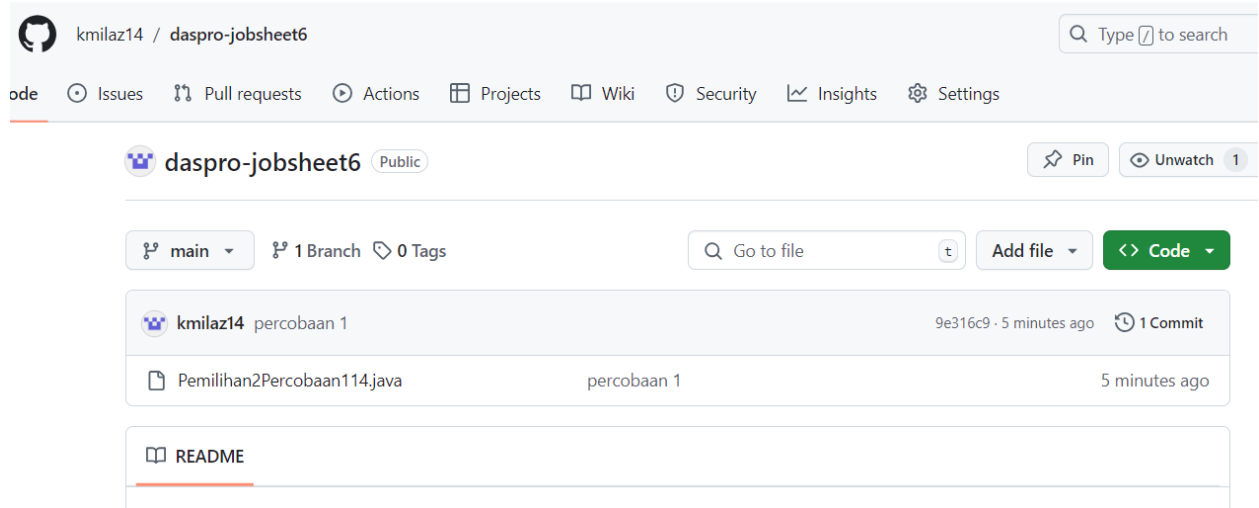 kmilaz14 / daspro-jobsheet6 Type / to search
ode Issues Pull requests Actions Projects Wiki Security Insights Settings
daspro-jobsheet6 Public Pin Unwatch 1
main 1 Branch 0 Tags Go to file t Add file <> Code
kmilaz14 percobaan 1 9e316c9 · 5 minutes ago 1 Commit
Pemilihan2Percobaan114.java percobaan 1 5 minutes ago
README